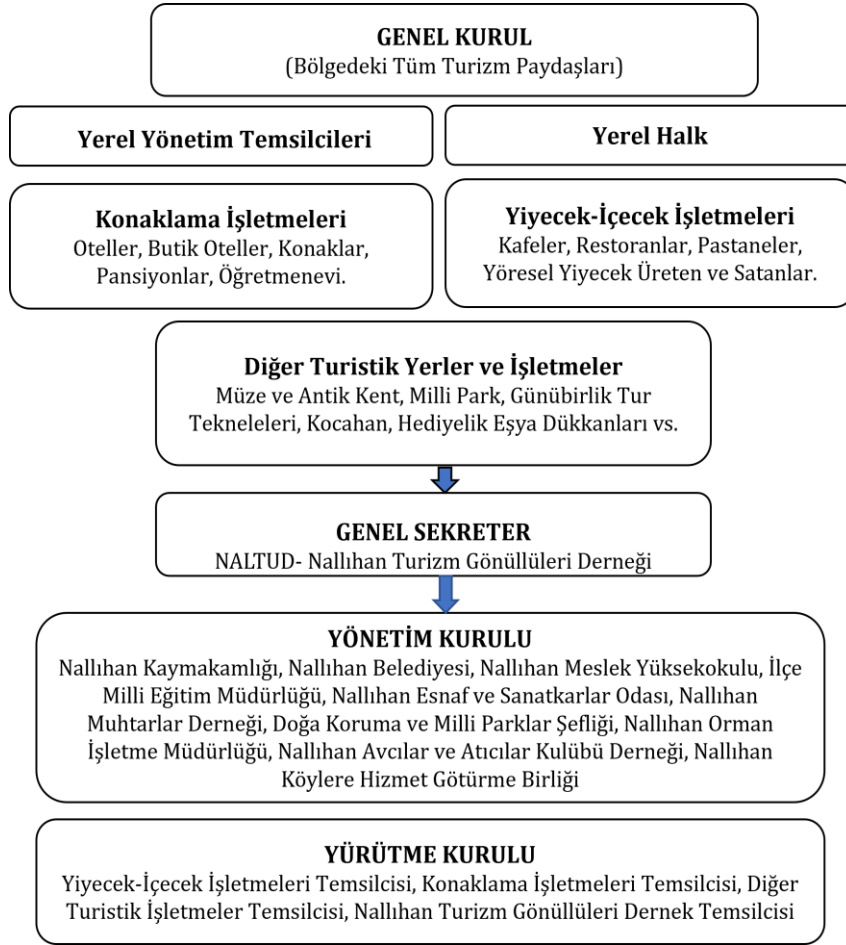 GENEL KURUL
(Bölgedeki Tüm Turizm Paydaşları)
Yerel Yönetim Temsilcileri
Yerel Halk
Konaklama İşletmeleri
Oteller, Butik Oteller, Konaklar,
Pansiyonlar, Öğretmenevi.
Yiyecek-İçecek İşletmeleri
Kafeler, Restoranlar, Pastaneler,
Yöresel Yiyecek Üreten ve Satanlar.
Diğer Turistik Yerler ve İşletmeler
Müze ve Antik Kent, Milli Park, Günübirlik Tur
Tekneleleri, Kocahan, Hediyelik Eşya Dükkanları vs.
GENEL SEKRETER
NALTUD- Nallıhan Turizm Gönüllüleri Derneği
YÖNETİM KURULU
Nallıhan Kaymakamlığı, Nallıhan Belediyesi, Nallıhan Meslek Yüksekokulu, İlçe
Milli Eğitim Müdürlüğü, Nallıhan Esnaf ve Sanatkarlar Odası, Nallıhan
Muhtarlar Derneği, Doğa Koruma ve Milli Parklar Şefliği, Nallıhan Orman
İşletme Müdürlüğü, Nallıhan Avcılar ve Atıcılar Kulübü Derneği, Nallıhan
Köylere Hizmet Götürme Birliği
YÜRÜTME KURULU
Yiyecek-İçecek İşletmeleri Temsilcisi, Konaklama İşletmeleri Temsilcisi, Diğer
Turistik İşletmeler Temsilcisi, Nallıhan Turizm Gönüllüleri Dernek Temsilcisi